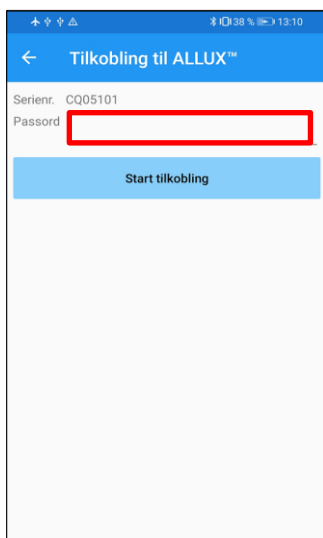 38 % 13:10
Tilkobling til ALLUX™
Serienr. CQ05101
Passord
Start tilkobling